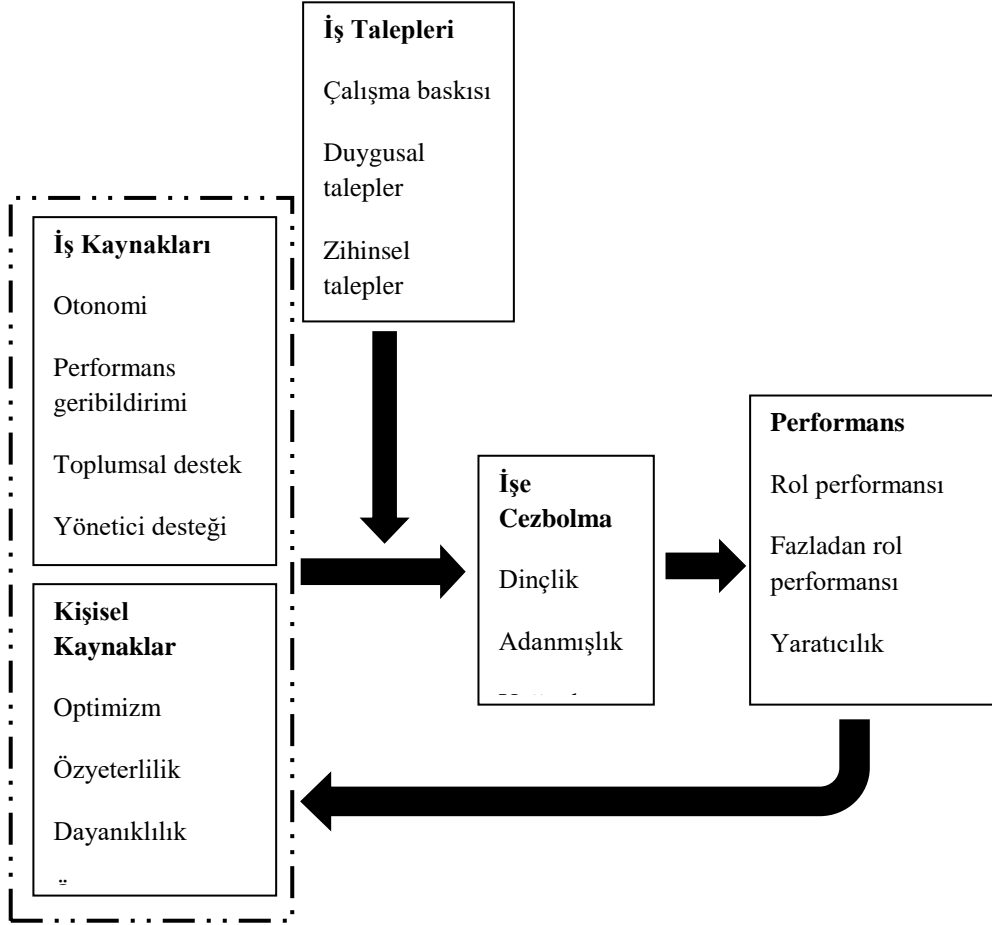 İş Talepleri
Çalışma baskısı
Duygusal
talepler
Zihinsel
talepler
İş Kaynakları
Otonomi
Performans
geribildirimi
Toplumsal destek
Yönetici desteği
Kişisel
Kaynaklar
Optimizm
Özyeterlilik
Dayanıklılık
İşe
Cezbolma
Dinçlik
Adanmışlık
Performans
Rol performansı
Fazladan rol
performansı
Yaratıcılık